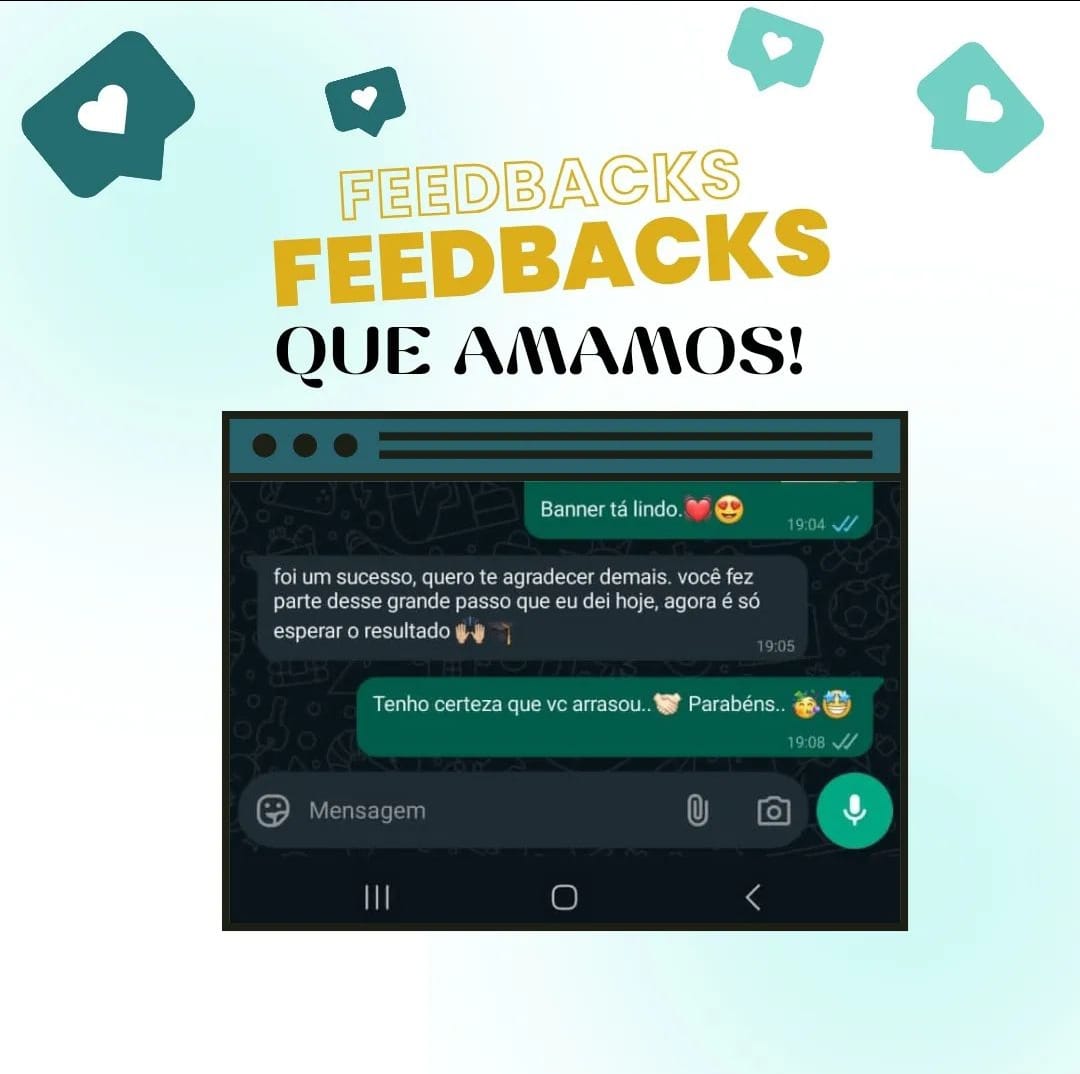 FEEDBACKS
FEEDBACKS
QUE AMAMOS!
Banner tá lindo.💓😍
19:04
foi um sucesso, quero te agradecer demais. você fez
parte desse grande passo que eu dei hoje, agora é só
esperar o resultado 🙌🏼🎓
19:05
Tenho certeza que vc arrasou..🤝🏻 Parabéns.. 🥳🤩
19:08
Mensagem